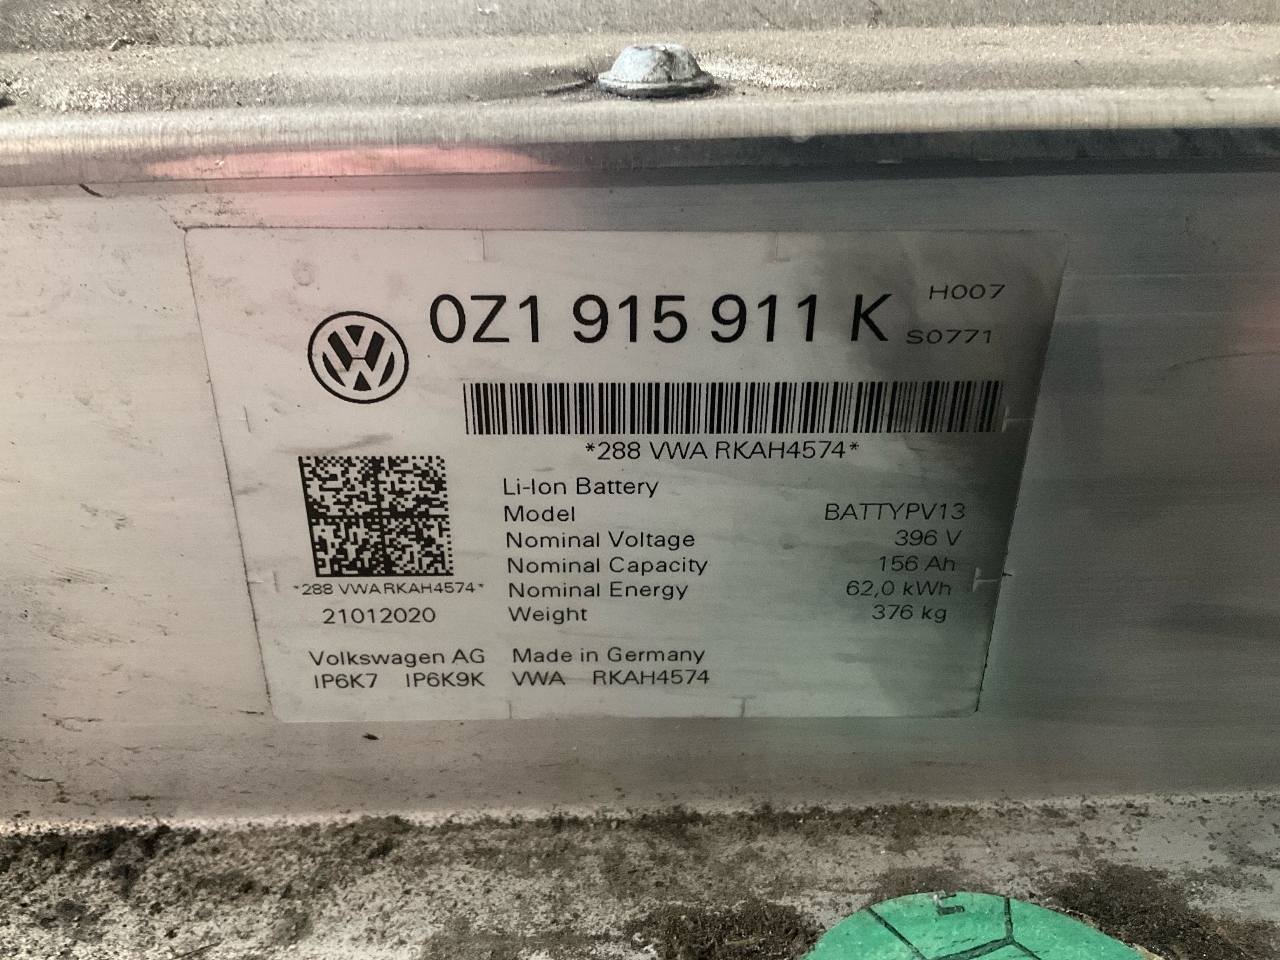 0Z1 915 911 K
H007
S0771
*288 VWA RKAH4574*
Li-Ion Battery
Model BATTYPV13
Nominal Voltage 396 V
Nominal Capacity 156 Ah
Nominal Energy 62,0 kWh
Weight 376 kg
*288 VWA RKAH4574*
21012020
Volkswagen AG Made in Germany
IP6K7 IP6K9K VWA RKAH4574